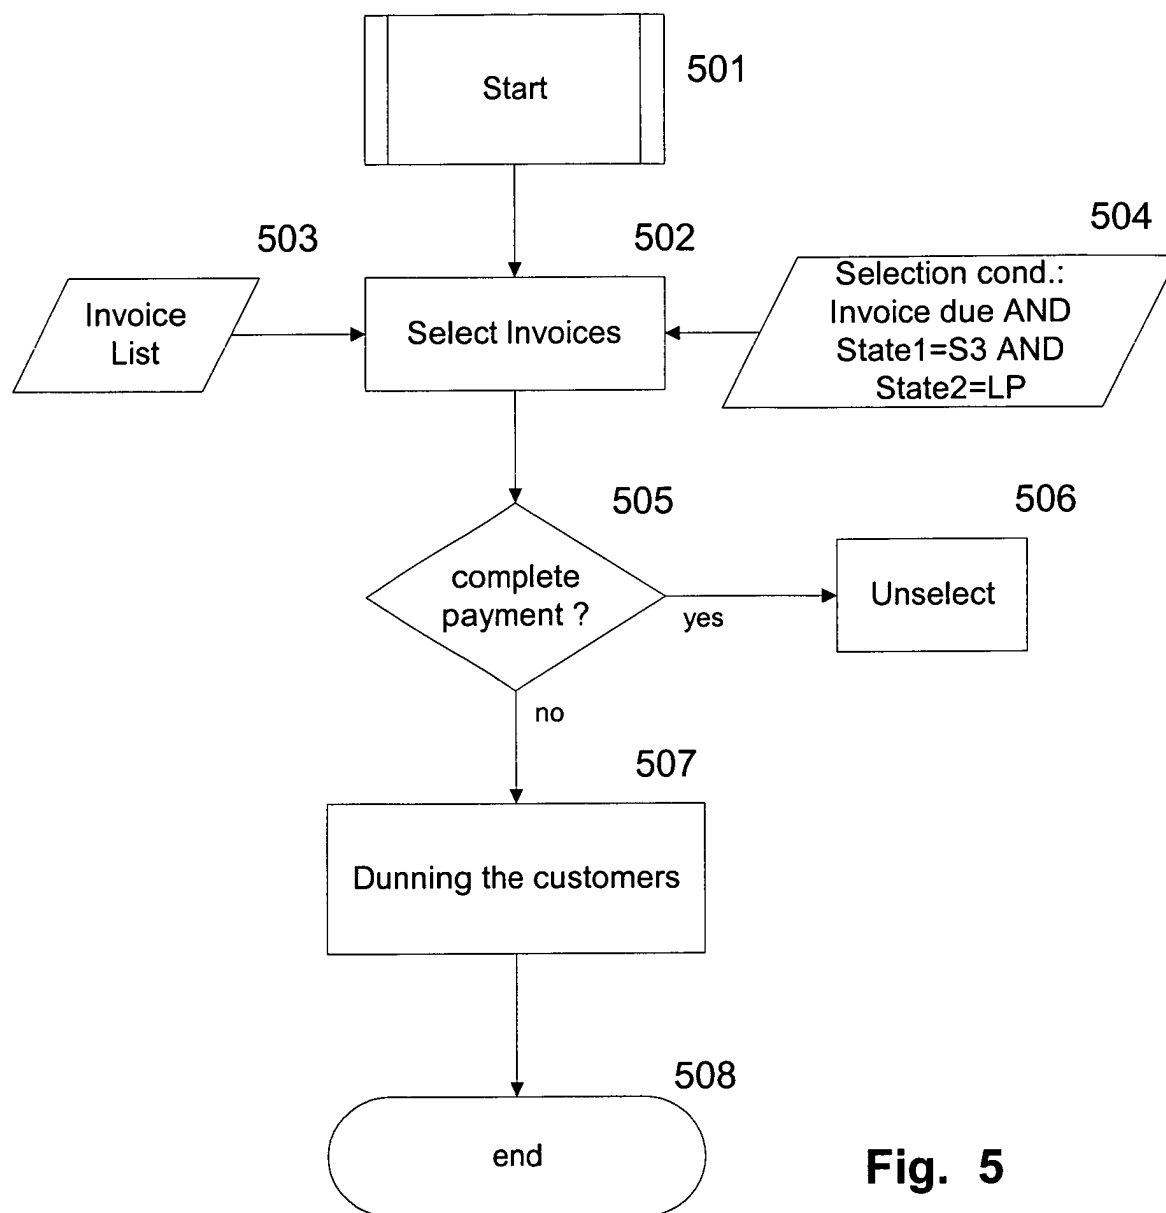 Start
501
503
502
504
Invoice
List
Select Invoices
Selection cond.:
Invoice due AND
State1=S3 AND
State2=LP
505
506
complete
payment ?
yes
Unselect
no
507
Dunning the customers
508
end
Fig. 5